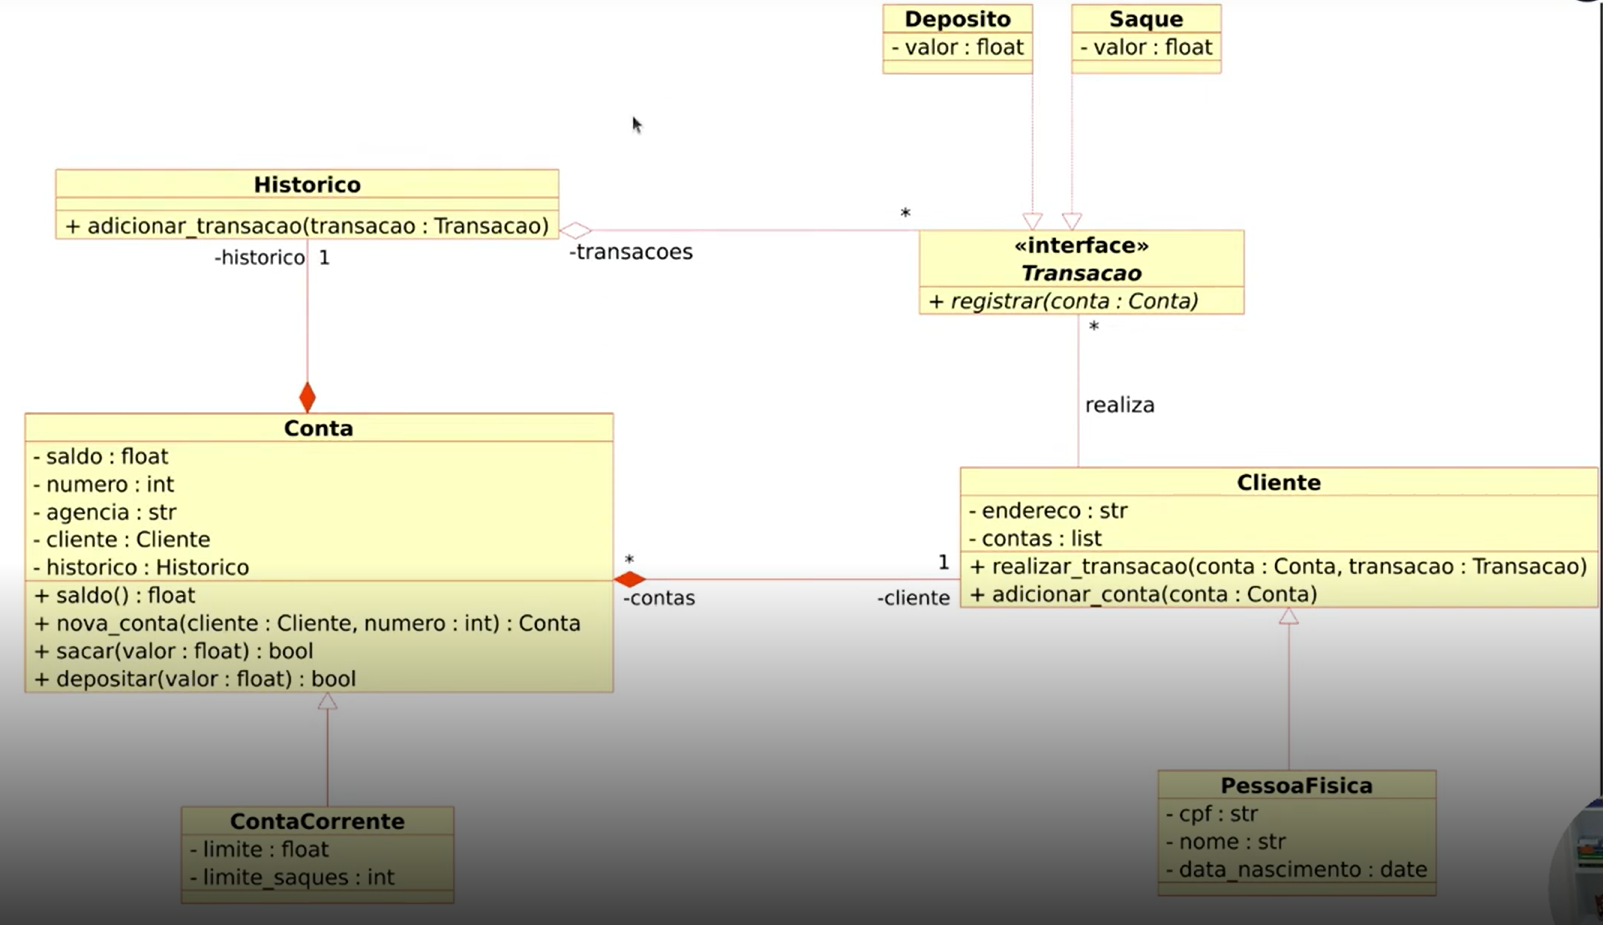 Deposito
- valor : float
Saque
- valor : float
Historico
+ adicionar_transacao(transacao : Transacao)
-historico 1
-transacoes
*
«interface»
Transacao
+ registrar(conta : Conta)
*
realiza
Conta
- saldo : float
- numero : int
- agencia : str
- cliente : Cliente
- historico : Historico
+ saldo() : float
+ nova_conta(cliente : Cliente, numero : int) : Conta
+ sacar(valor : float) : bool
+ depositar(valor : float) : bool
*
-contas
1
-cliente
Cliente
- endereco : str
- contas : list
+ realizar_transacao(conta : Conta, transacao : Transacao)
+ adicionar_conta(conta : Conta)
ContaCorrente
- limite : float
- limite_saques : int
PessoaFisica
- cpf : str
- nome : str
- data_nascimento : date